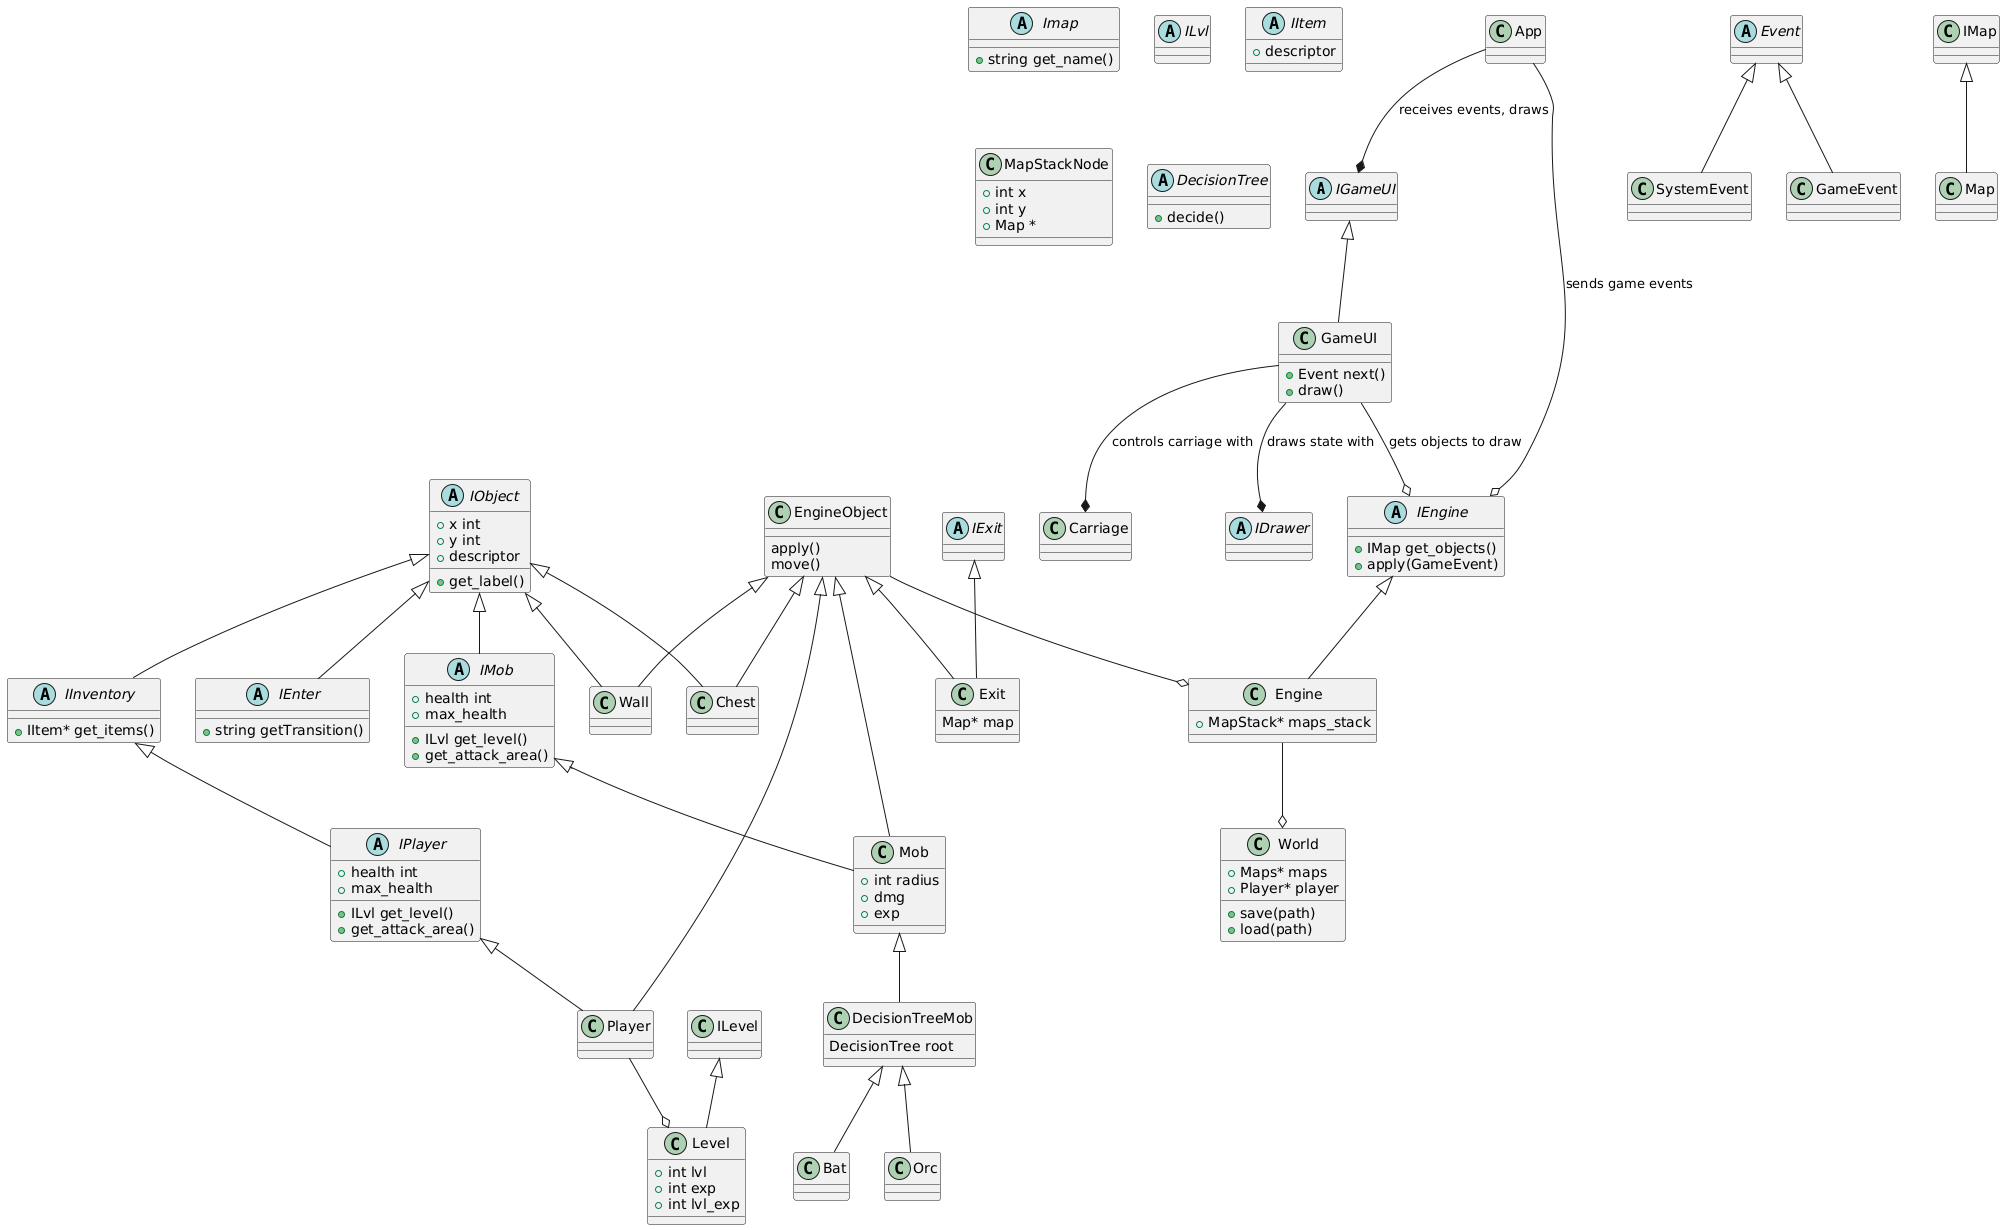 A Imap
string get_name()
A ILvl
A IItem
descriptor
C App
A Event
C IMap
receives events, draws
C MapStackNode
int x
int y
Map *
A DecisionTree
decide()
A IGameUI
C SystemEvent
C GameEvent
C Map
sends game events
C GameUI
Event next()
draw()
controls carriage with
draws state with
gets objects to draw
A IObject
x int
y int
descriptor
get_label()
C EngineObject
apply()
move()
A IExit
C Carriage
A IDrawer
A IEngine
IMap get_objects()
apply(GameEvent)
A IInventory
IItem* get_items()
A IEnter
string getTransition()
A IMob
health int
max_health
ILvl get_level()
get_attack_area()
C Wall
C Chest
C Exit
Map* map
C Engine
MapStack* maps_stack
A IPlayer
health int
max_health
ILvl get_level()
get_attack_area()
C Mob
int radius
dmg
exp
C World
Maps* maps
Player* player
save(path)
load(path)
C Player
C ILevel
C DecisionTreeMob
DecisionTree root
C Level
int lvl
int exp
int lvl_exp
C Bat
C Orc